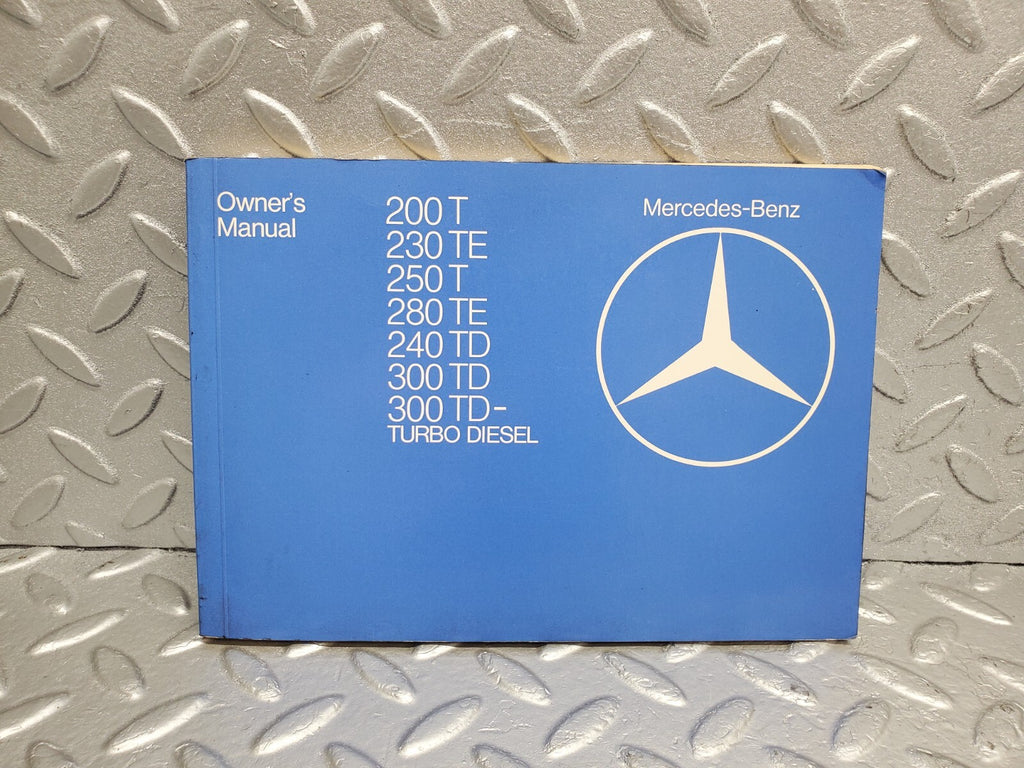 Owner's
Manual
200 T
230 TE
250 T
280 TE
240 TD
300 TD
300 TD-
TURBO DIESEL
Mercedes-Benz